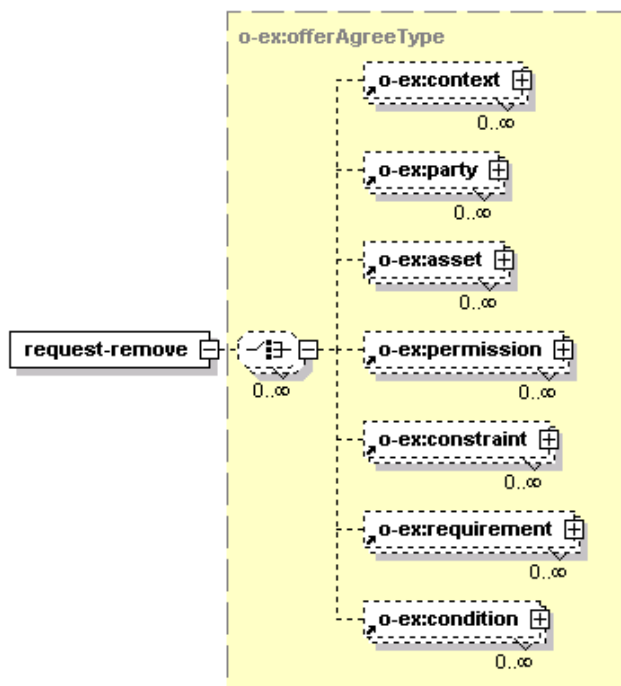 o-ex:offerAgreeType
o-ex:context
0..∞
o-ex:party
0..∞
o-ex:asset
0..∞
request-remove
0..∞
o-ex:permission
0..∞
o-ex:constraint
0..∞
o-ex:requirement
0..∞
o-ex:condition
0..∞